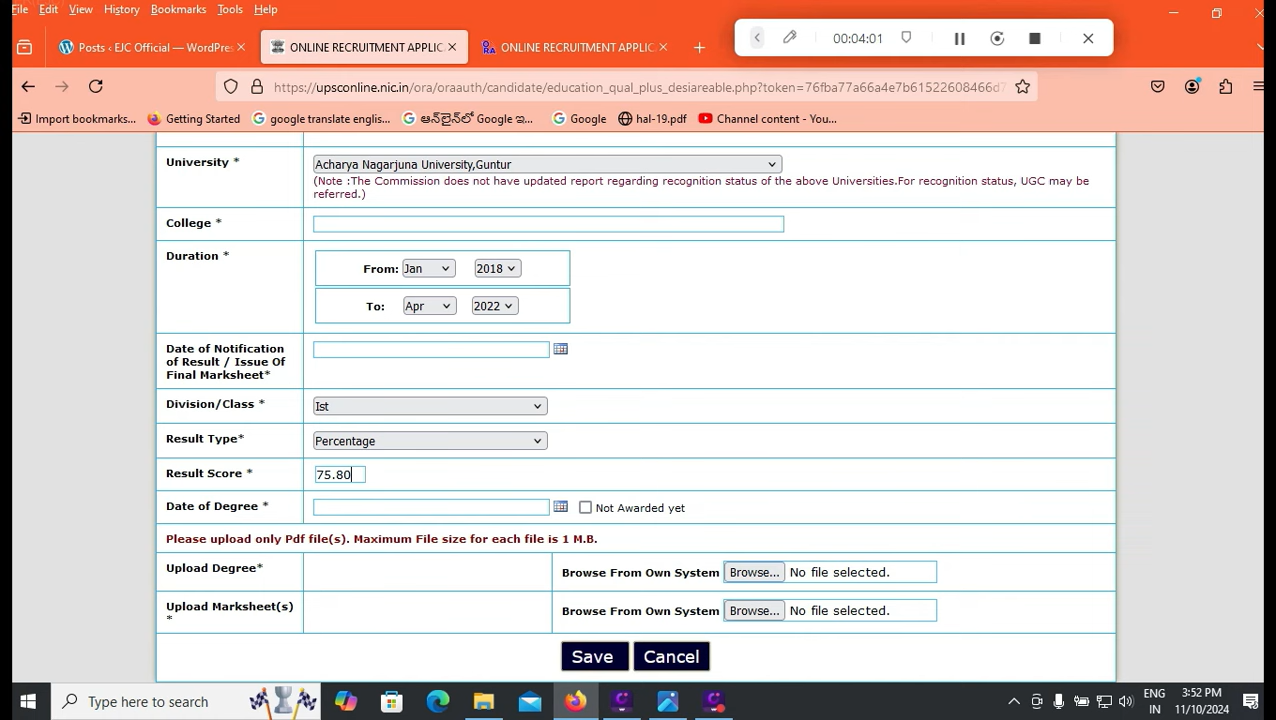 File Edit View History Bookmarks Tools Help
Posts ‹ EJC Official — WordPres
ONLINE RECRUITMENT APPLIC
ONLINE RECRUITMENT APPLIC
00:04:01
https://upsconline.nic.in/ora/oraauth/candidate/education_qual_plus_desiareable.php?token=76fba77a66a4e7b61522608466d7
Import bookmarks... Getting Started google translate englis... ఆన్‌లైన్‌లో Google ఇ... Google hal-19.pdf Channel content - You...
University * Acharya Nagarjuna University,Guntur
(Note :The Commission does not have updated report regarding recognition status of the above Universities.For recognition status, UGC may be
referred.)
College *
Duration *
From: Jan 2018
To: Apr 2022
Date of Notification
of Result / Issue Of
Final Marksheet*
Division/Class * Ist
Result Type* Percentage
Result Score * 75.80
Date of Degree * Not Awarded yet
Please upload only Pdf file(s). Maximum File size for each file is 1 M.B.
Upload Degree* Browse From Own System Browse... No file selected.
Upload Marksheet(s)
* Browse From Own System Browse... No file selected.
Save Cancel
Type here to search
ENG
IN
3:52 PM
11/10/2024